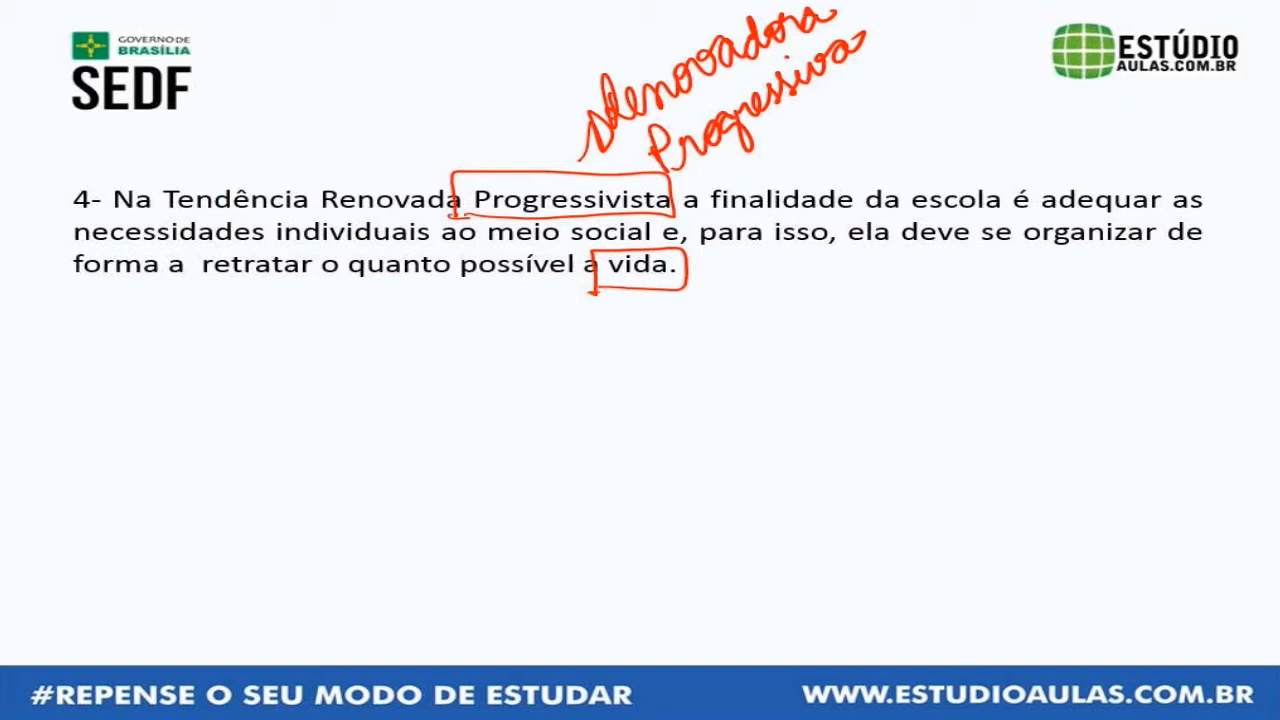 GOVERNO DE
BRASÍLIA
SEDF
ESTÚDIO
AULAS.COM.BR
Renovadora
Progressiva
4- Na Tendência Renovada Progressivista a finalidade da escola é adequar as
necessidades individuais ao meio social e, para isso, ela deve se organizar de
forma a retratar o quanto possível a vida.
#REPENSE O SEU MODO DE ESTUDAR
WWW.ESTUDIOAULAS.COM.BR